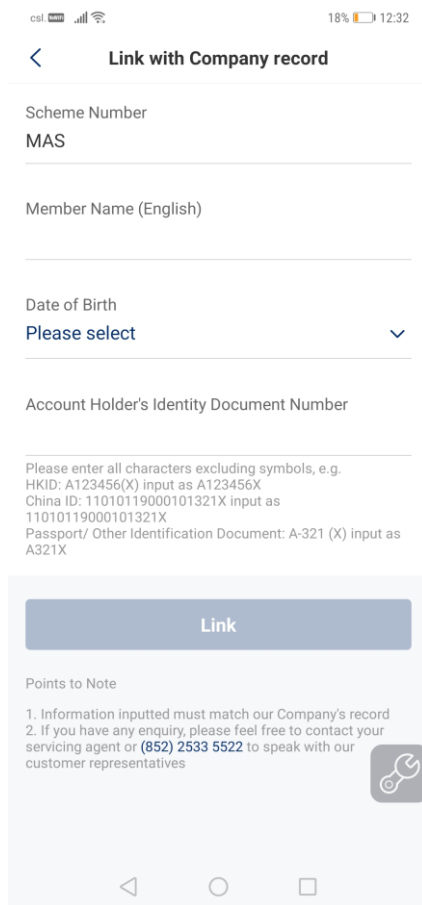 csl. 18% 12:32
Link with Company record
Scheme Number
MAS
Member Name (English)
Date of Birth
Please select
Account Holder's Identity Document Number
Please enter all characters excluding symbols, e.g.
HKID: A123456(X) input as A123456X
China ID: 11010119000101321X input as
11010119000101321X
Passport/ Other Identification Document: A-321 (X) input as
A321X
Link
Points to Note
1. Information inputted must match our Company's record
2. If you have any enquiry, please feel free to contact your
servicing agent or (852) 2533 5522 to speak with our
customer representatives